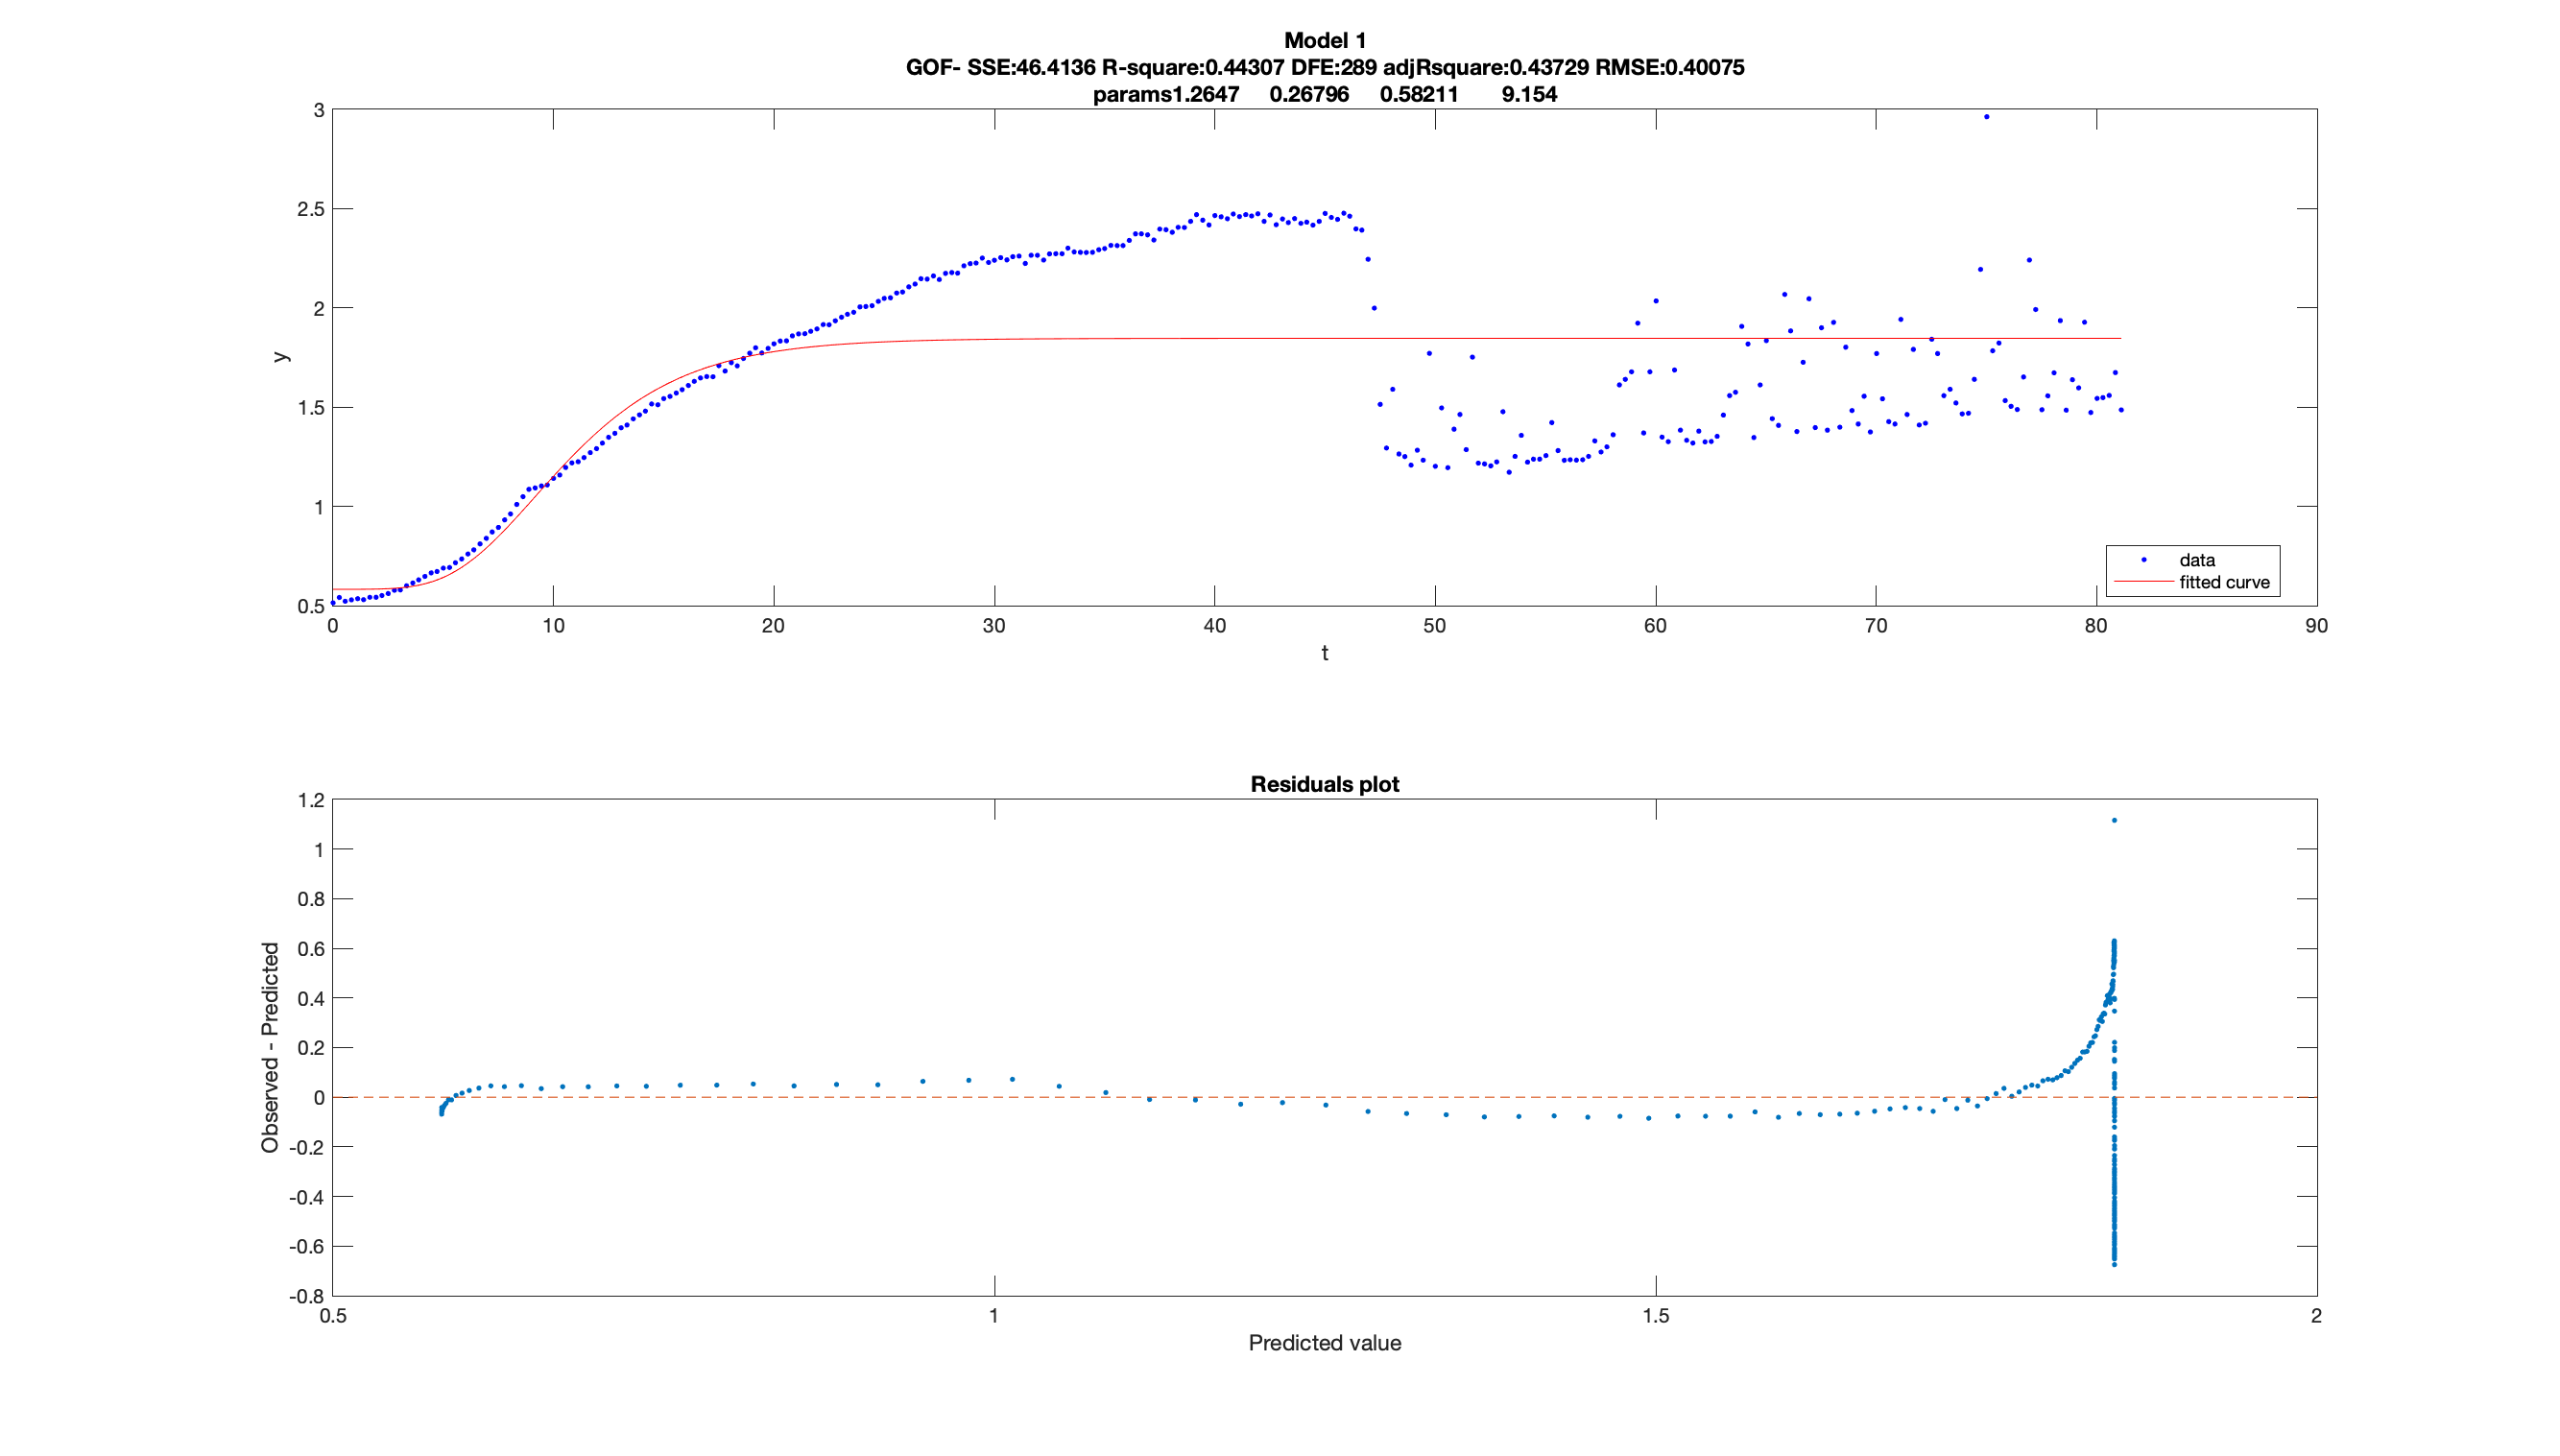 Model 1
GOF- SSE:46.4136 R-square:0.44307 DFE:289 adjRsquare:0.43729 RMSE:0.40075
params1.2647 0.26796 0.58211 9.154
3
2.5
2
1.5
1
0.5
y
0 10 20 30 40 50 60 70 80 90
t
data
fitted curve
Residuals plot
1.2
1
0.8
0.6
0.4
0.2
0
-0.2
-0.4
-0.6
-0.8
Observed - Predicted
0.5 1 1.5 2
Predicted value